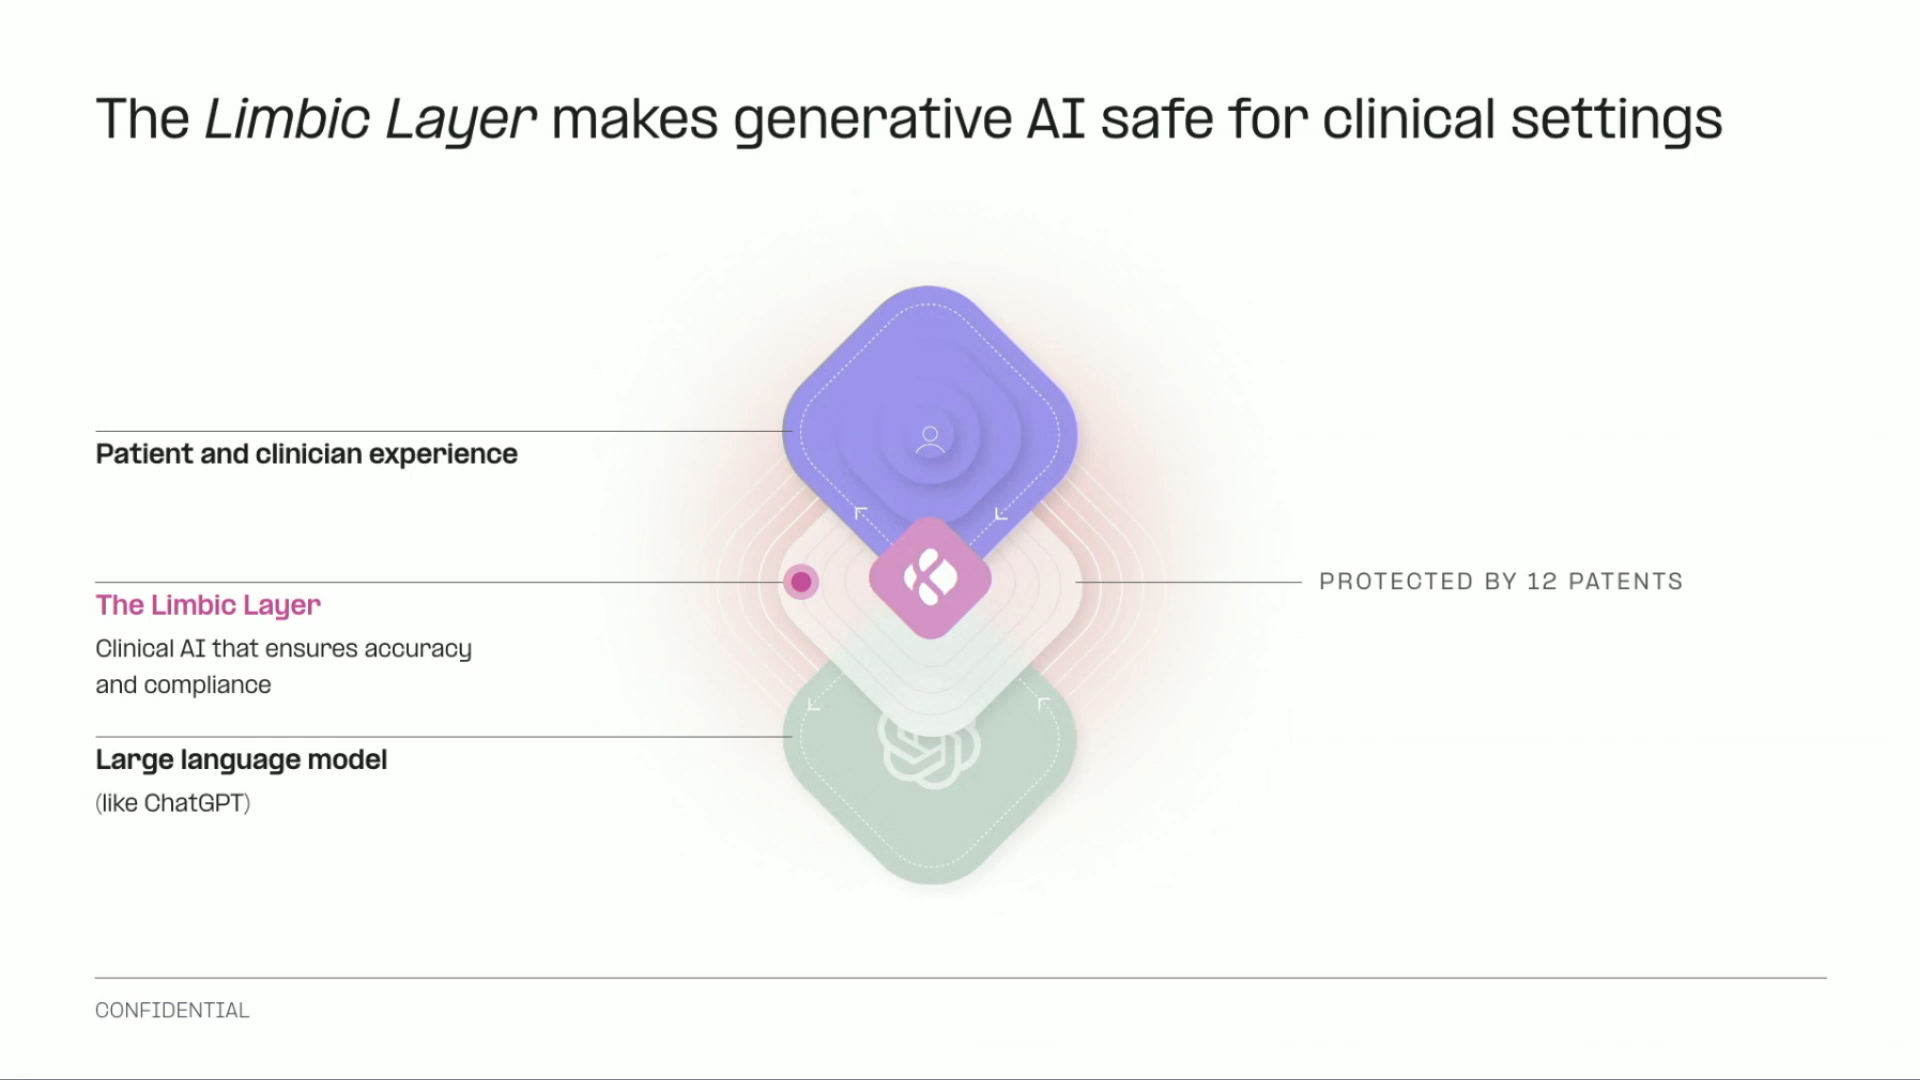 The Limbic Layer makes generative AI safe for clinical settings
Patient and clinician experience
The Limbic Layer
Clinical AI that ensures accuracy
and compliance
PROTECTED BY 12 PATENTS
Large language model
(like ChatGPT)
CONFIDENTIAL